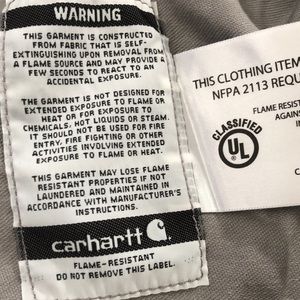 WARNING
THIS GARMENT IS CONSTRUCTED
FROM FABRIC THAT IS SELF-
EXTINGUISHING UPON REMOVAL FROM
A FLAME SOURCE AND MAY PROVIDE A
FEW SECONDS TO REACT TO AN
ACCIDENTAL EXPOSURE.
THE GARMENT IS NOT DESIGNED FOR
EXTENDED EXPOSURE TO FLAME OR
HEAT OR FOR EXPOSURE TO
CHEMICALS, HOT LIQUIDS OR STEAM.
IT SHOULD NOT BE USED FOR FIRE
ENTRY, FIRE FIGHTING OR OTHER
ACTIVITIES INVOLVING EXTENDED
EXPOSURE TO FLAME OR HEAT.
THIS GARMENT MAY LOSE FLAME
RESISTANT PROPERTIES IF NOT
LAUNDERED AND MAINTAINED IN
ACCORDANCE WITH MANUFACTURER'S
INSTRUCTIONS.
carhartt
FLAME-RESISTANT
DO NOT REMOVE THIS LABEL.
THIS CLOTHING ITEM
NFPA 2113 REQU
FLAME RESIS
AGAINS
CLASSIFIED
UL